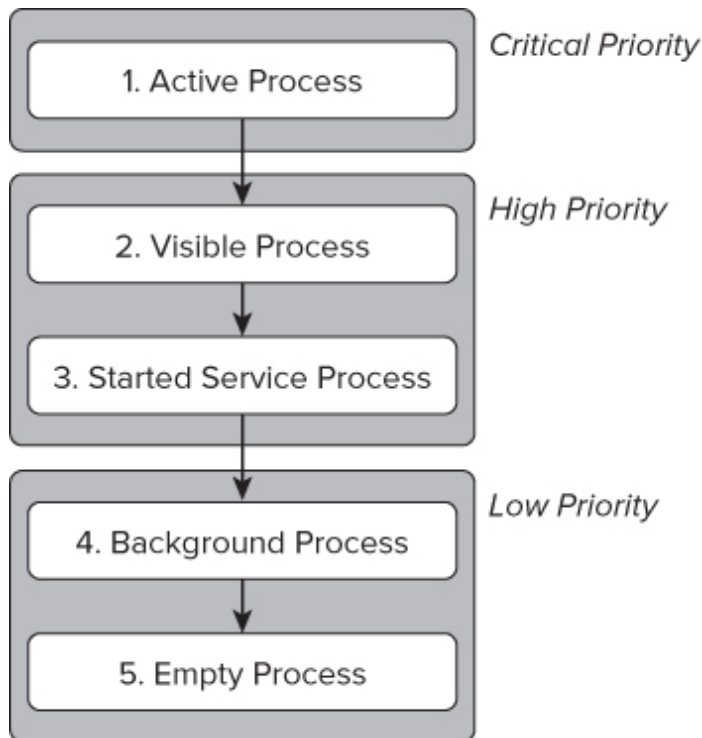 Critical Priority
1. Active Process
High Priority
2. Visible Process
3. Started Service Process
Low Priority
4. Background Process
5. Empty Process